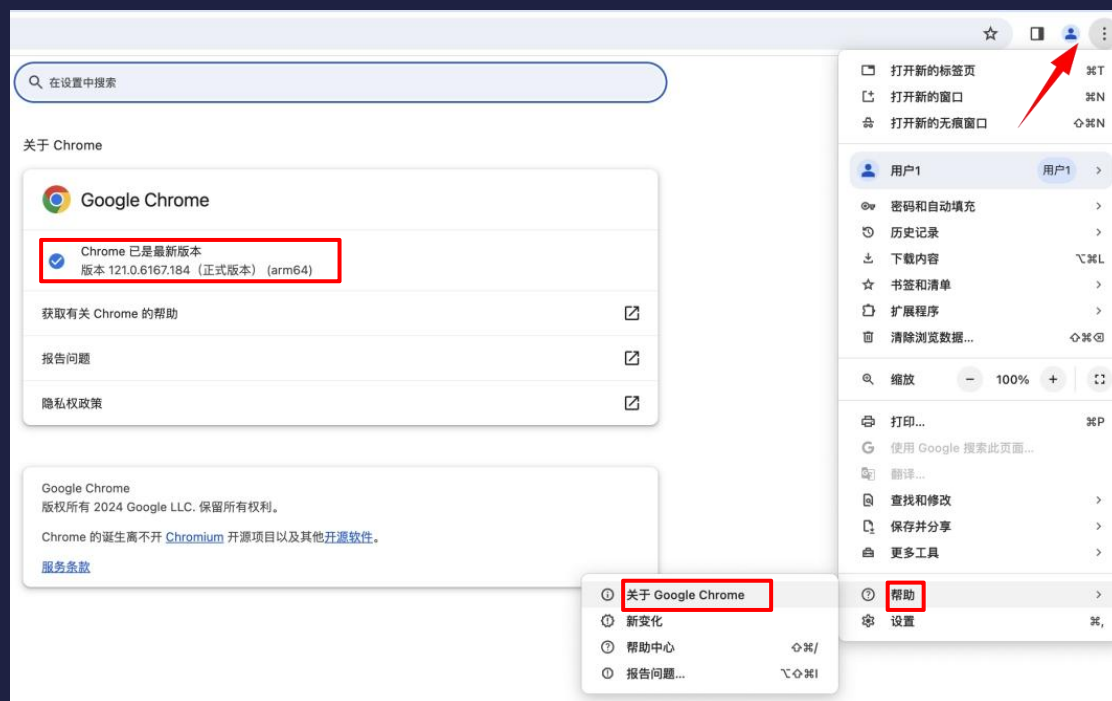 在设置中搜索
关于 Chrome
Google Chrome
Chrome 已是最新版本
版本 121.0.6167.184（正式版本） (arm64)
获取有关 Chrome 的帮助
报告问题
隐私权政策
Google Chrome
版权所有 2024 Google LLC. 保留所有权利。
Chrome 的诞生离不开 Chromium 开源项目以及其他开源软件。
服务条款
打开新的标签页 ⌘T
打开新的窗口 ⌘N
打开新的无痕窗口 ⇧⌘N
用户1 用户1
密码和自动填充
历史记录
下载内容 ⌥⌘L
书签和清单
扩展程序
清除浏览数据... ⇧⌘⌫
缩放 − 100% +
打印... ⌘P
使用 Google 搜索此页面...
翻译...
查找和修改
保存并分享
更多工具
帮助
设置 ⌘,
关于 Google Chrome
新变化
帮助中心 ⇧⌘/
报告问题... ⌥⇧⌘I